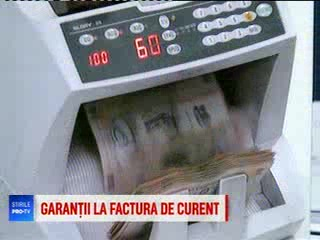 GLORY
100
60
ȘTIRILE
PRO•TV
GARANȚII LA FACTURA DE CURENT